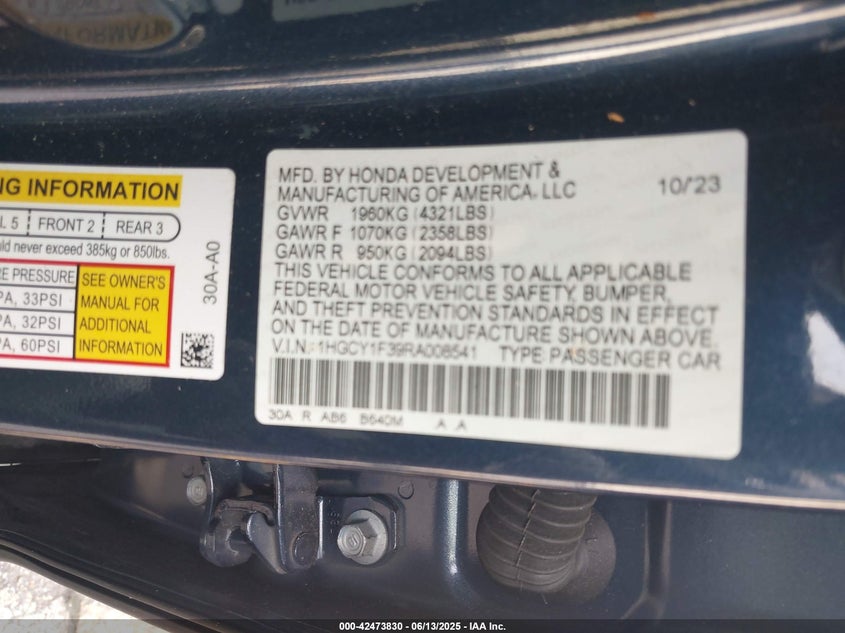 NG INFORMATION
L 5 FRONT 2 REAR 3
uld never exceed 385kg or 850lbs.
RE PRESSURE
PA, 33PSI
PA, 32PSI
PA, 60PSI
SEE OWNER'S
MANUAL FOR
ADDITIONAL
INFORMATION
30A-A0
MFD. BY HONDA DEVELOPMENT &
MANUFACTURING OF AMERICA, LLC 10/'23
GVWR 1960KG (4321LBS)
GAWR F 1070KG (2358LBS)
GAWR R 950KG (2094LBS)
THIS VEHICLE CONFORMS TO ALL APPLICABLE
FEDERAL MOTOR VEHICLE SAFETY, BUMPER,
AND THEFT PREVENTION STANDARDS IN EFFECT
ON THE DATE OF MANUFACTURE SHOWN ABOVE.
V.I.N.: 1HGCY1F39RA008541 TYPE PASSENGER CAR
30A R AB6 B640M A A
000-42473830 - 06/13/2025 - IAA Inc.